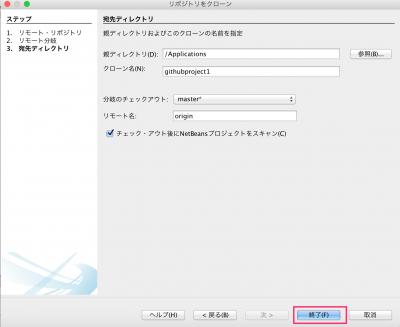 リポジトリをクローン
ステップ
1. リモート・リポジトリ
2. リモート分岐
3. 宛先ディレクトリ
宛先ディレクトリ
親ディレクトリおよびこのクローンの名前を指定
親ディレクトリ(D): /Applications 参照(B)...
クローン名(N): githubproject1
分岐のチェックアウト: master*
リモート名: origin
チェック・アウト後にNetBeansプロジェクトをスキャン(C)
ヘルプ(H) < 戻る(B) 次 > 終了(F) 取消